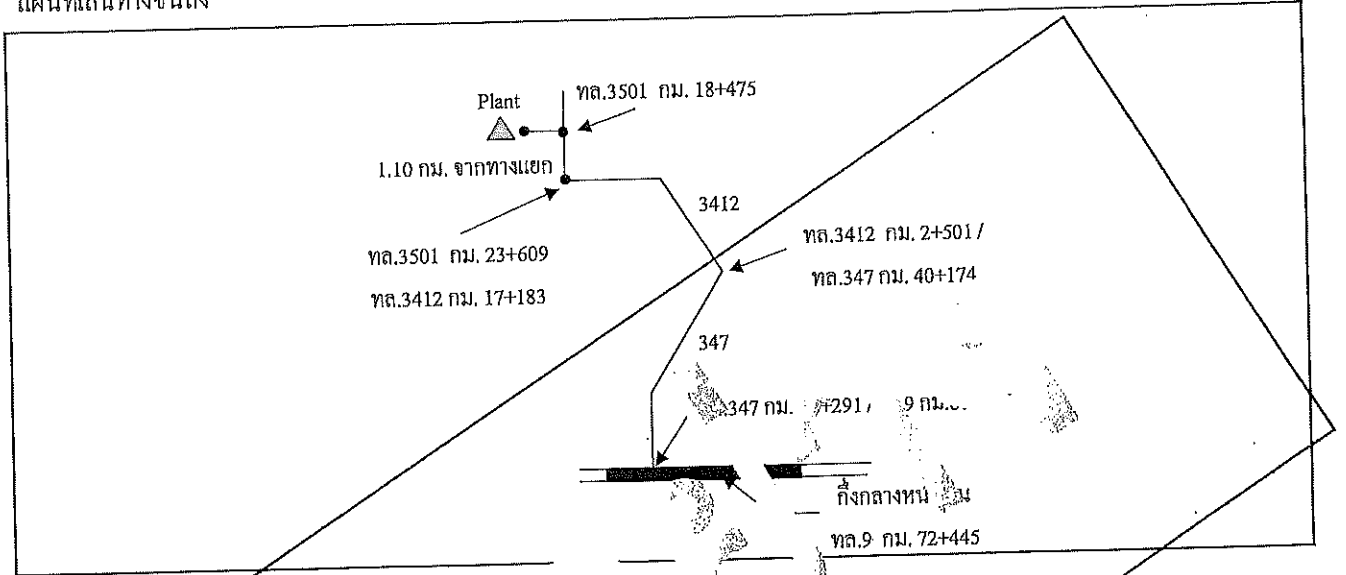 แผนที่เส้นทางขนส่ง
Plant
ทล.3501 กม. 18+475
1.10 กม. จากทางแยก
3412
ทล.3501 กม. 23+609
ทล.3412 กม. 17+183
ทล.3412 กม. 2+501 /
ทล.347 กม. 40+174
347
347 กม. +291 / 9 กม.
กึ่งกลาง
ทล.9 กม. 72+445